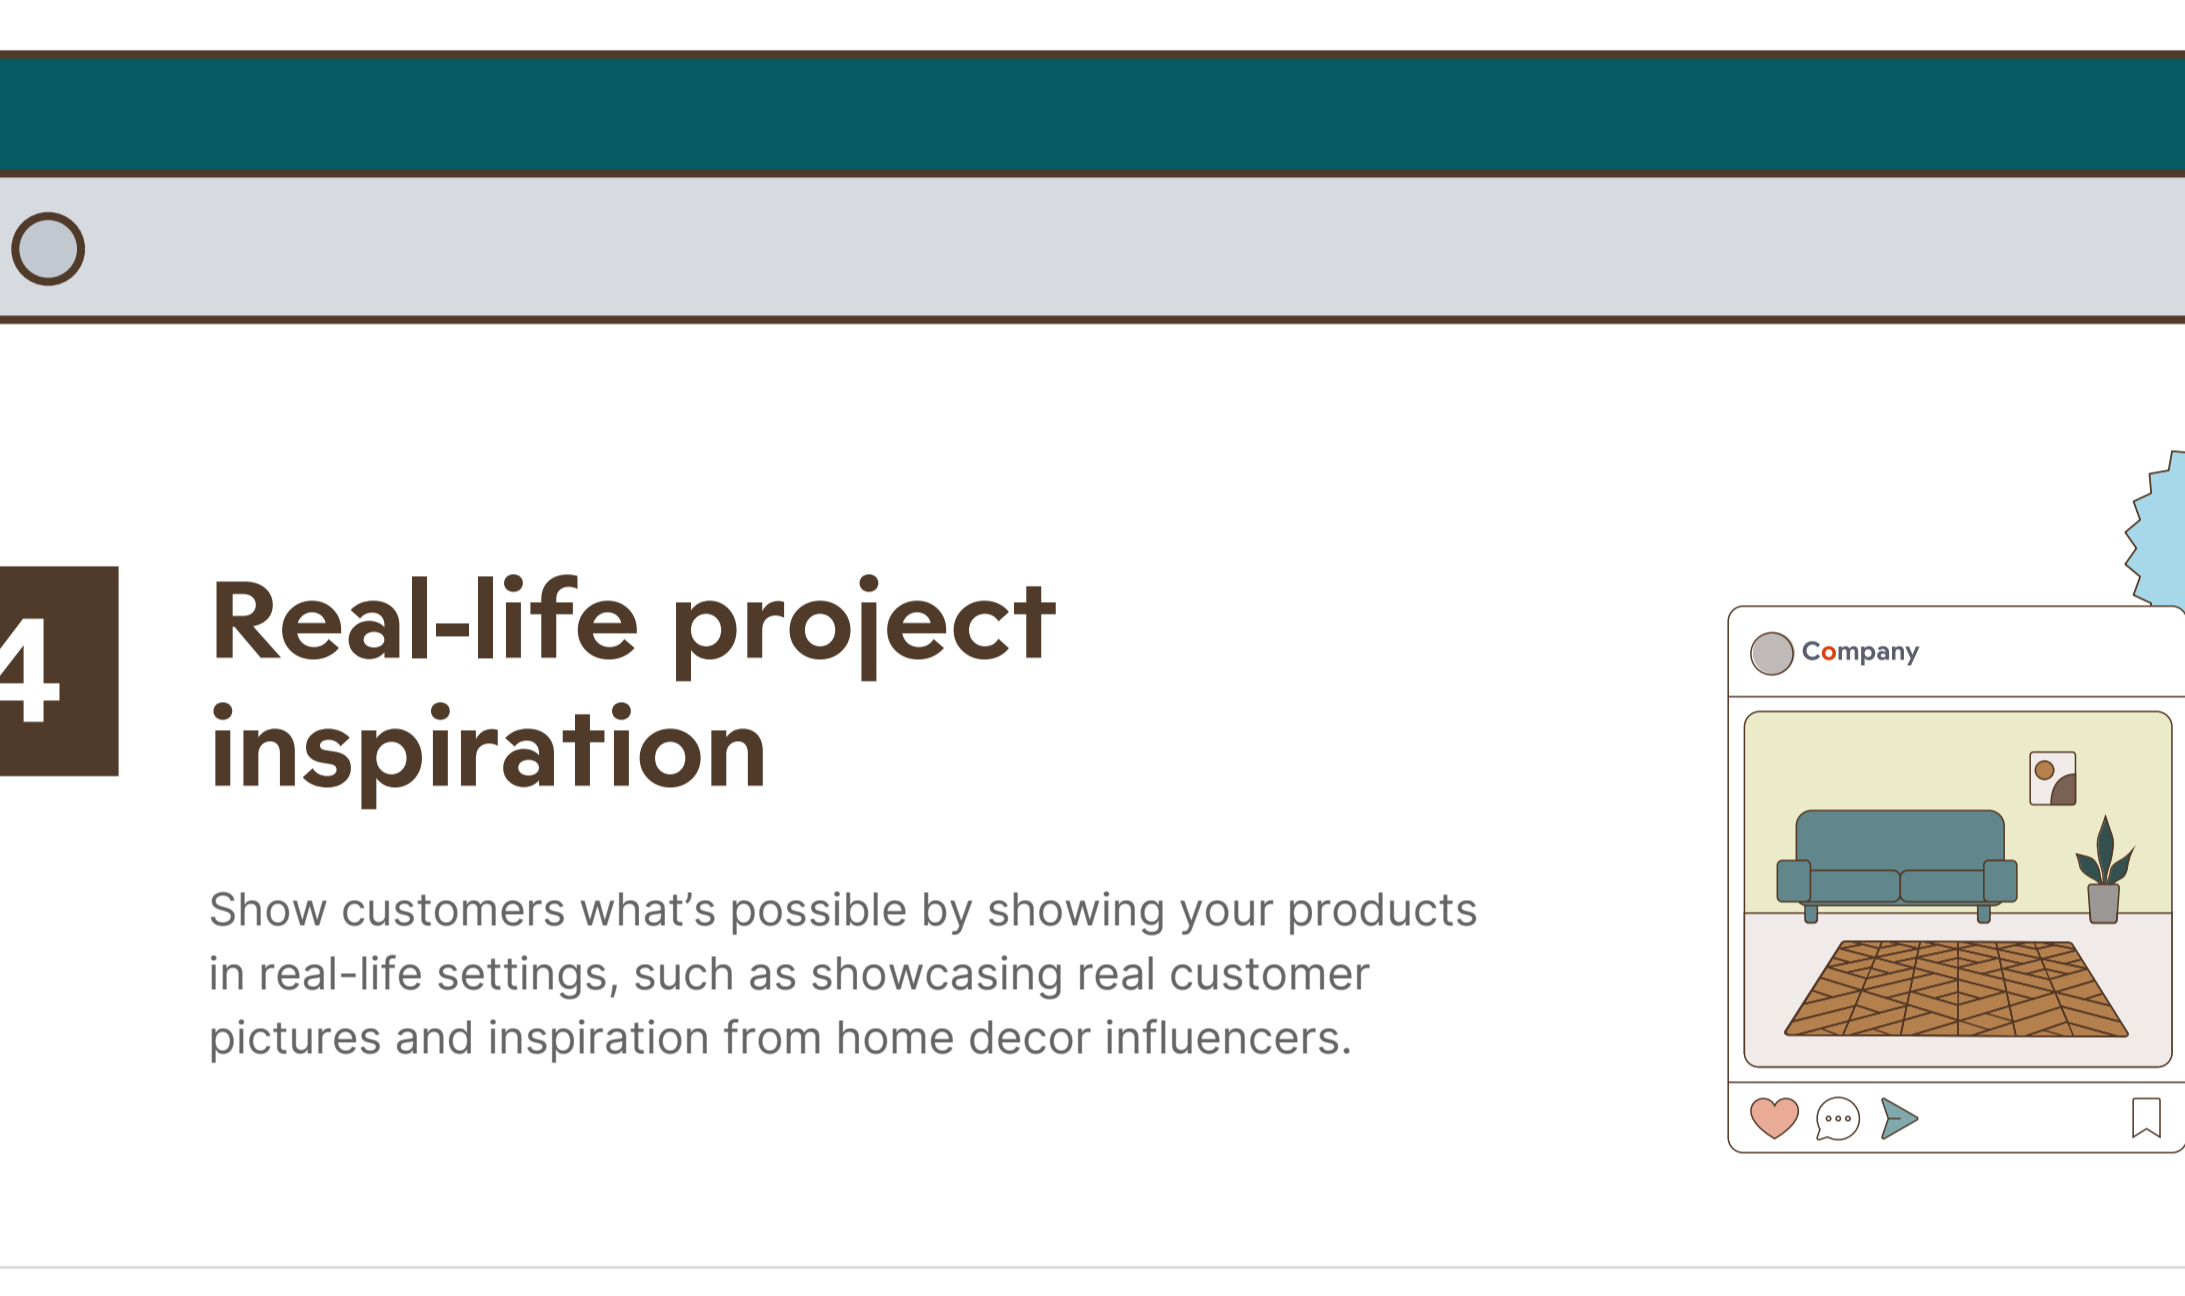 4
Real-life project
inspiration
Show customers what’s possible by showing your products
in real-life settings, such as showcasing real customer
pictures and inspiration from home decor influencers.
Company